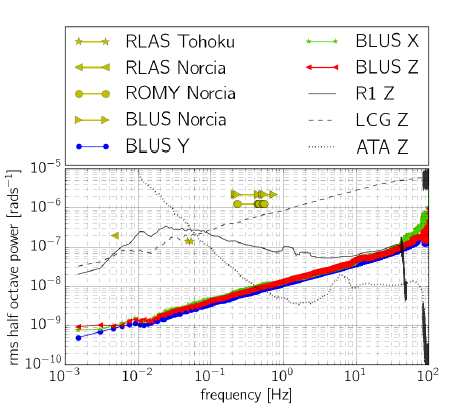 RLAS Tohoku
RLAS Norcia
ROMY Norcia
BLUS Norcia
BLUS Y
BLUS X
BLUS Z
R1 Z
LCG Z
ATA Z
rms half octave power [rads⁻¹]
10⁻⁵
10⁻⁶
10⁻⁷
10⁻⁸
10⁻⁹
10⁻¹⁰
10⁻³ 10⁻² 10⁻¹ 10⁰ 10¹ 10²
frequency [Hz]